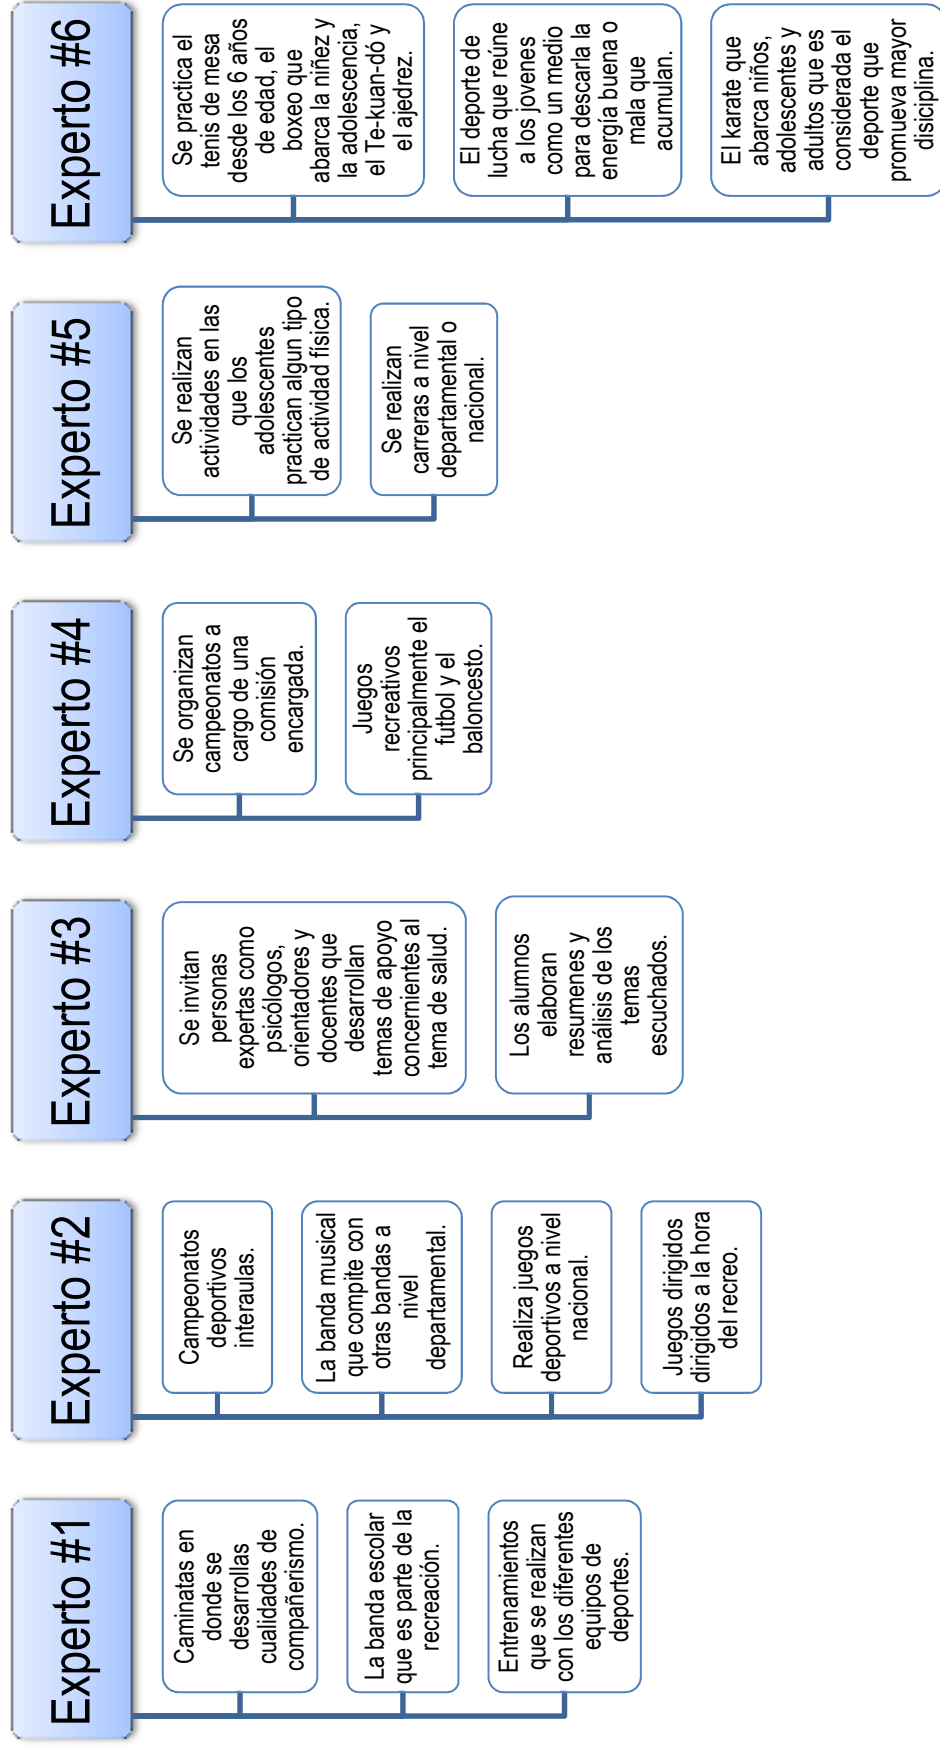 Experto #1
Caminatas en
donde se
desarrollas
cualidades de
compañerismo.
La banda escolar
que es parte de la
recreación.
Entrenamientos
que se realizan
con los diferentes
equipos de
deportes.
Experto #2
Campeonatos
deportivos
interaulas.
La banda musical
que compite con
otras bandas a
nivel
departamental.
Realiza juegos
deportivos a nivel
nacional.
Juegos dirigidos
dirigidos a la hora
del recreo.
Experto #3
Se invitan
personas
expertas como
psicólogos,
orientadores y
docentes que
desarrollan
temas de apoyo
concernientes al
tema de salud.
Los alumnos
elaboran
resumenes y
análisis de los
temas
escuchados.
Experto #4
Se organizan
campeonatos a
cargo de una
comisión
encargada.
Juegos
recreativos
principalmente el
futbol y el
baloncesto.
Experto #5
Se realizan
actividades en las
que los
adolescentes
practican algun tipo
de actividad física.
Se realizan
carreras a nivel
departamental o
nacional.
Experto #6
Se practica el
tenis de mesa
desde los 6 años
de edad, el
boxeo que
abarca la niñez y
la adolescencia,
el Te-kuan-dó y
el ajedrez.
El deporte de
lucha que reúne
a los jovenes
como un medio
para descarla la
energía buena o
mala que
acumulan.
El karate que
abarca niños,
adolescentes y
adultos que es
considerada el
deporte que
promueva mayor
disiciplina.